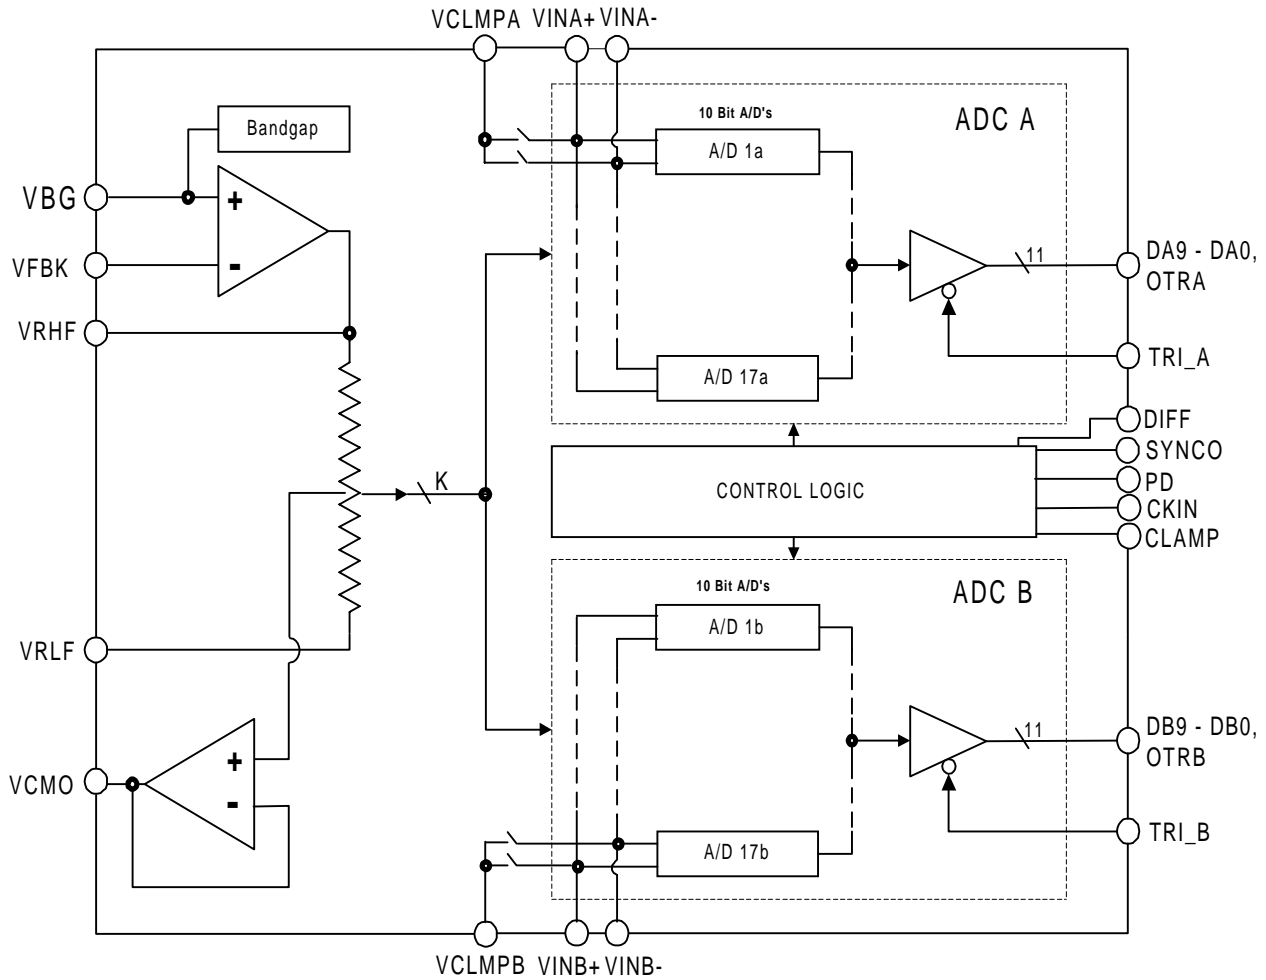 VCLMPA VINA+ VINA-
10 Bit A/D's
ADC A
Bandgap
A/D 1a
VBG
+
VFBK
-
11
DA9 - DA0,
OTRA
VRHF
TRI_A
A/D 17a
DIFF
SYNCO
K
CONTROL LOGIC
PD
CKIN
CLAMP
10 Bit A/D's
ADC B
A/D 1b
VRLF
11
DB9 - DB0,
OTRB
+
VCMO
-
TRI_B
A/D 17b
VCLMPB VINB+ VINB-